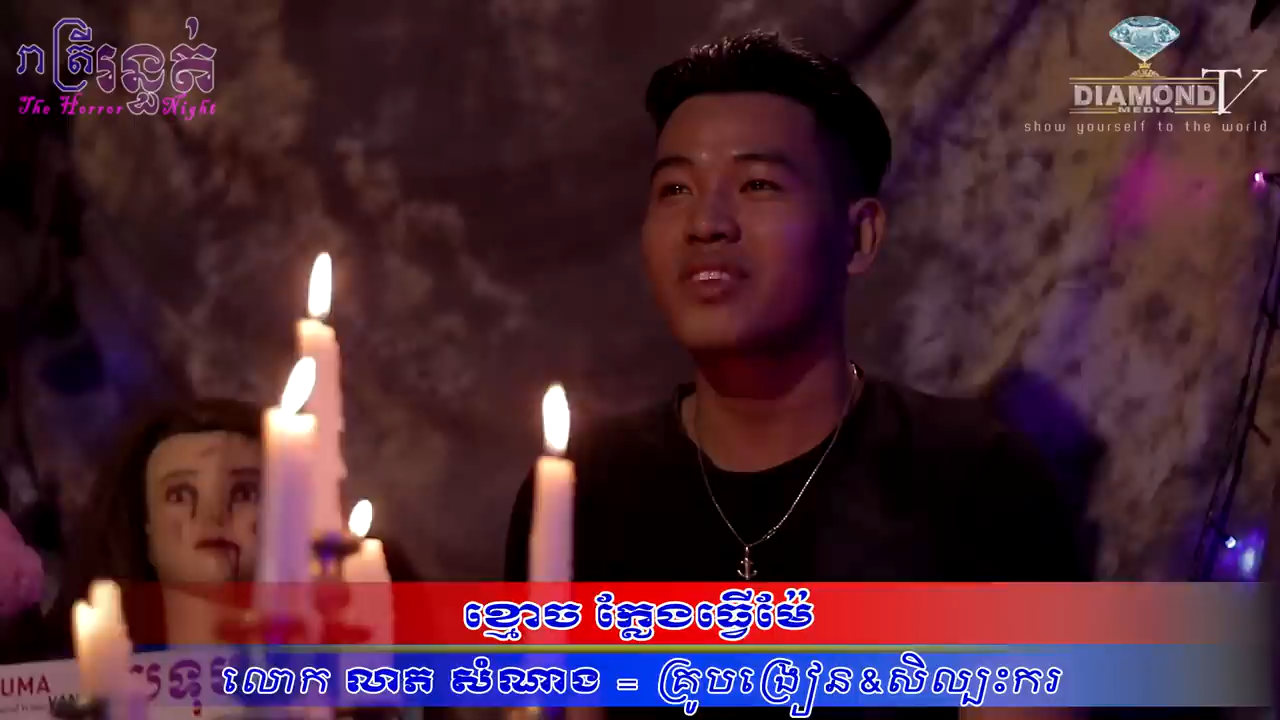 រាត្រីរន្ធត់
The Horror Night
DIAMOND TV
MEDIA
show yourself to the world
ខ្មោច ក្លែងធ្វើម៉ែ
លោក លាភ សំណាង = គ្រូបង្រៀន&សិល្បះករ
UMA